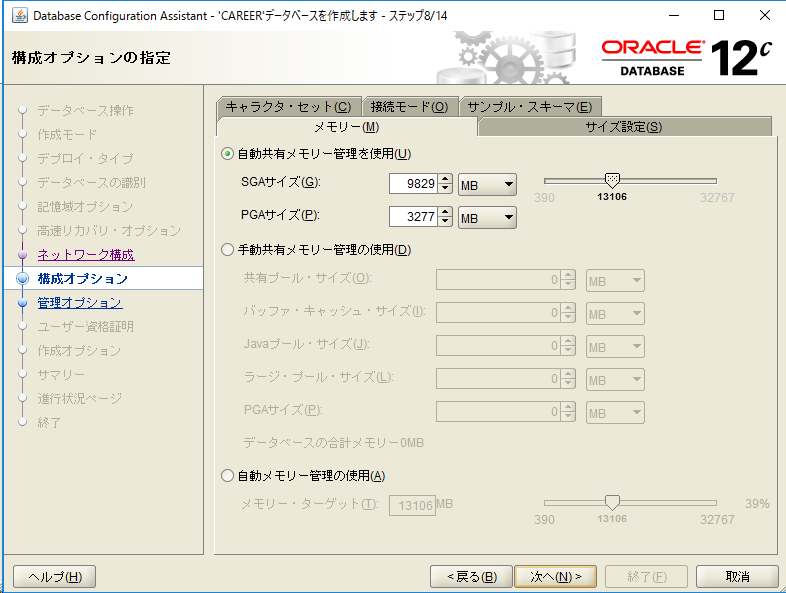 Database Configuration Assistant - 'CAREER'データベースを作成します - ステップ8/14
構成オプションの指定
ORACLE
DATABASE
12c
データベース操作
作成モード
デプロイ・タイプ
データベースの識別
記憶域オプション
高速リカバリ・オプション
ネットワーク構成
構成オプション
管理オプション
ユーザー資格証明
作成オプション
サマリー
進行状況ページ
終了
キャラクタ・セット(C) 接続モード(O) サンプル・スキーマ(E)
メモリー(M) サイズ設定(S)
自動共有メモリー管理を使用(U)
SGAサイズ(G): 9829 MB
390 13106 32767
PGAサイズ(P): 3277 MB
手動共有メモリー管理の使用(D)
共有プール・サイズ(O): 0 MB
バッファ・キャッシュ・サイズ(I): 0 MB
Javaプール・サイズ(J): 0 MB
ラージ・プール・サイズ(L): 0 MB
PGAサイズ(P): 0 MB
データベースの合計メモリー0MB
自動メモリー管理の使用(A)
メモリー・ターゲット(T): 13106 MB 39%
390 13106 32767
ヘルプ(H) <戻る(B) 次へ(N)> 終了(F) 取消